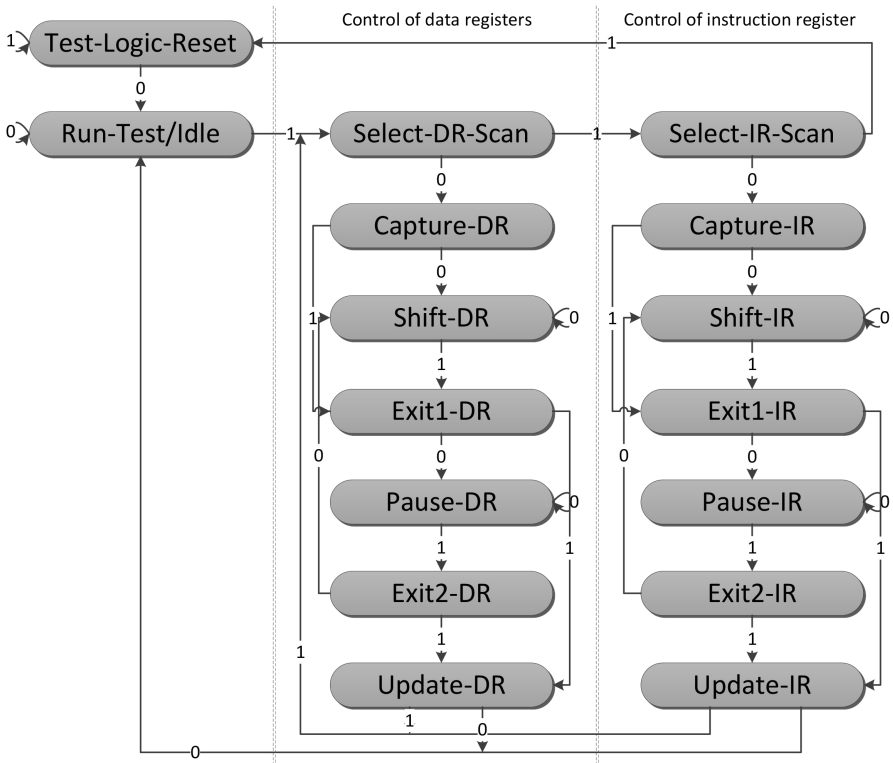 Control of data registers
Control of instruction register
1
Test-Logic-Reset
1
0
0
Run-Test/Idle
1
Select-DR-Scan
1
Select-IR-Scan
0
0
Capture-DR
Capture-IR
0
0
1
Shift-DR
0
1
Shift-IR
0
1
1
Exit1-DR
Exit1-IR
0
0
0
0
Pause-DR
0
Pause-IR
0
1
1
1
1
Exit2-DR
Exit2-IR
1
1
1
Update-DR
Update-IR
1
0
0